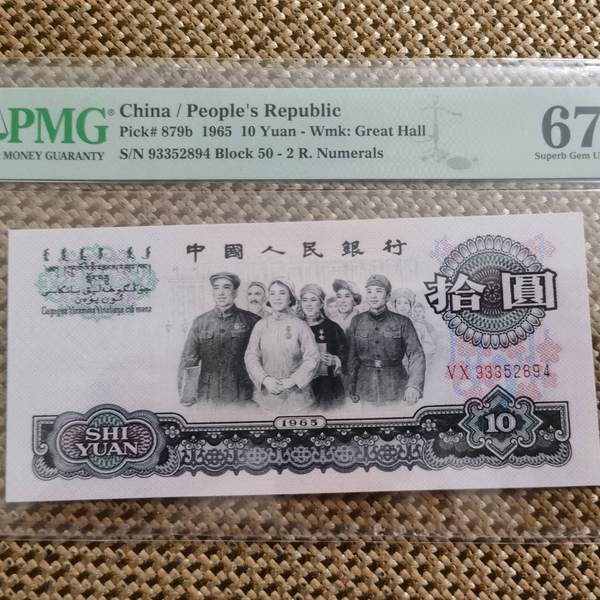 PMG
MONEY GUARANTY
China / People's Republic
Pick# 879b 1965 10 Yuan - Wmk: Great Hall
S/N 93352894 Block 50 - 2 R. Numerals
67
Superb Gem U
中國人民銀行
拾圓
VX 93352894
1965
SHI
YUAN
10